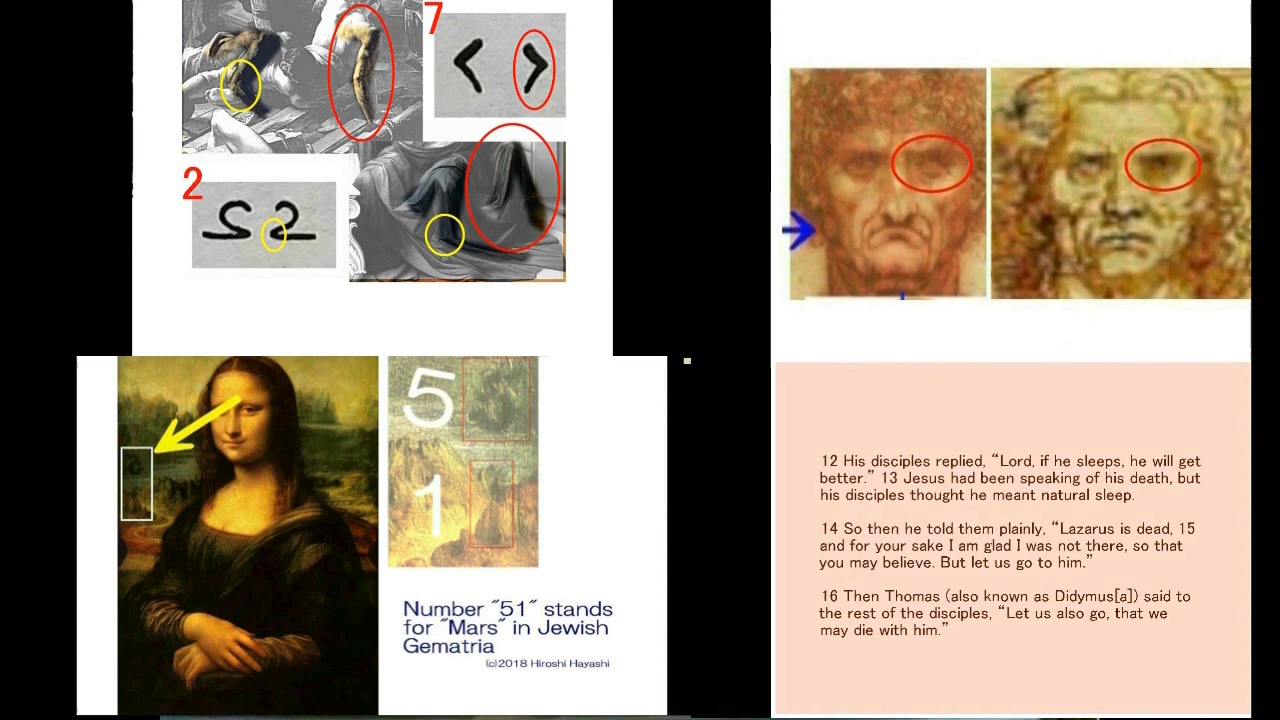 7
2
5
1
Number "51" stands
for "Mars" in Jewish
Gematria
(c)2018 Hiroshi Hayashi
12 His disciples replied, “Lord, if he sleeps, he will get
better.” 13 Jesus had been speaking of his death, but
his disciples thought he meant natural sleep.
14 So then he told them plainly, “Lazarus is dead, 15
and for your sake I am glad I was not there, so that
you may believe. But let us go to him.”
16 Then Thomas (also known as Didymus[a]) said to
the rest of the disciples, “Let us also go, that we
may die with him.”